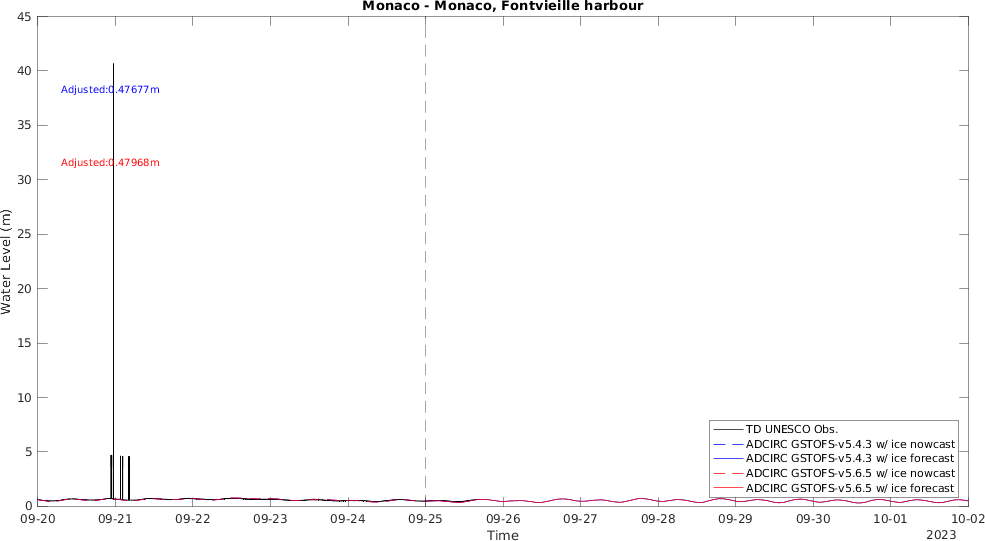 Monaco - Monaco, Fontvieille harbour
45
40
35
30
25
20
15
10
5
0
Water Level (m)
Adjusted:0.47677m
Adjusted:0.47968m
TD UNESCO Obs.
ADCIRC GSTOFS-v5.4.3 w/ ice nowcast
ADCIRC GSTOFS-v5.4.3 w/ ice forecast
ADCIRC GSTOFS-v5.6.5 w/ ice nowcast
ADCIRC GSTOFS-v5.6.5 w/ ice forecast
09-20 09-21 09-22 09-23 09-24 09-25 09-26 09-27 09-28 09-29 09-30 10-01 10-02
Time
2023